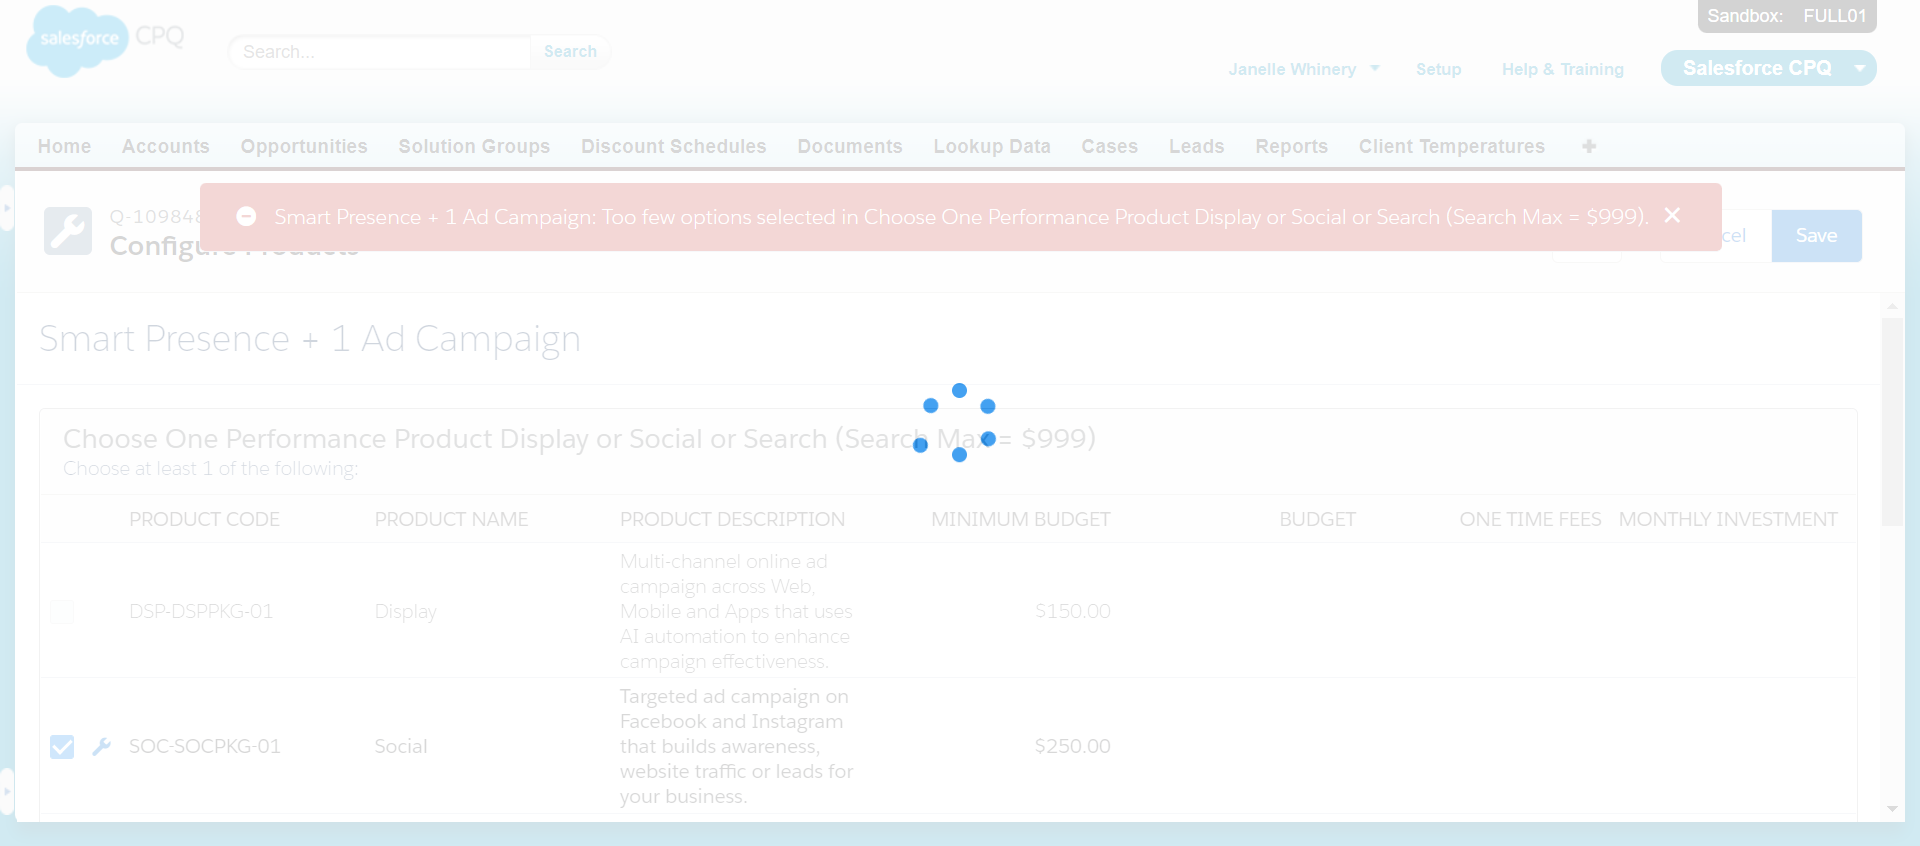 Sandbox: FULL01
salesforce CPQ
Search... Search
Janelle Whinery Setup Help & Training Salesforce CPQ
Home Accounts Opportunities Solution Groups Discount Schedules Documents Lookup Data Cases Leads Reports Client Temperatures
Smart Presence + 1 Ad Campaign: Too few options selected in Choose One Performance Product Display or Social or Search (Search Max = $999).
Q-109848
Configure Products
cel Save
Smart Presence + 1 Ad Campaign
Choose One Performance Product Display or Social or Search (Search Max = $999)
Choose at least 1 of the following:
PRODUCT CODE PRODUCT NAME PRODUCT DESCRIPTION MINIMUM BUDGET BUDGET ONE TIME FEES MONTHLY INVESTMENT
Multi-channel online ad
campaign across Web,
DSP-DSPPKG-01 Display Mobile and Apps that uses $150.00
AI automation to enhance
campaign effectiveness.
Targeted ad campaign on
Facebook and Instagram
SOC-SOCPKG-01 Social that builds awareness, $250.00
website traffic or leads for
your business.